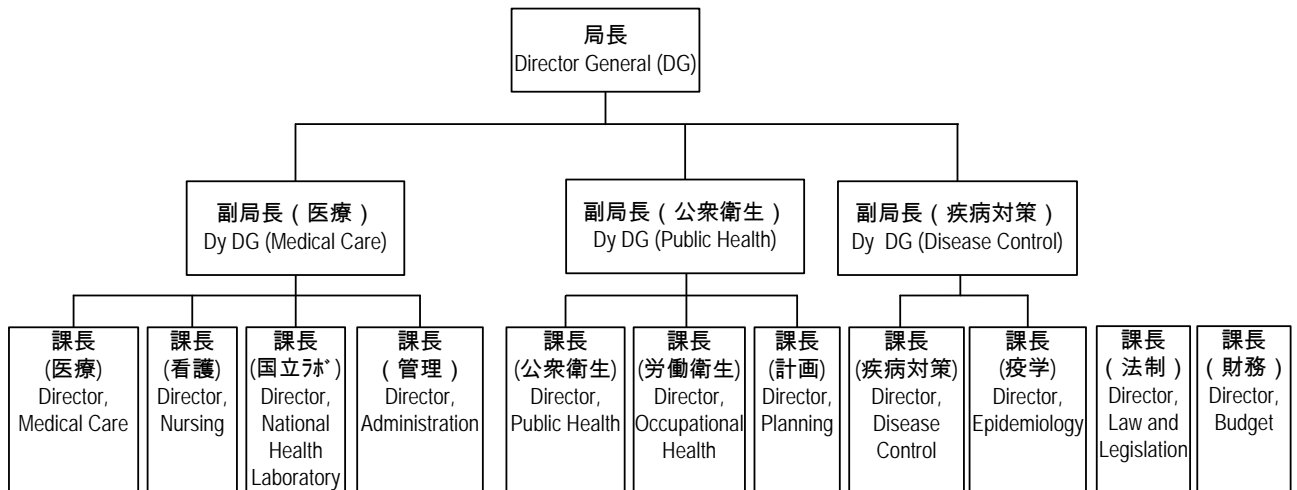 局長
Director General (DG)
副局長（医療）
Dy DG (Medical Care)
副局長（公衆衛生）
Dy DG (Public Health)
副局長（疾病対策）
Dy DG (Disease Control)
課長
(医療)
Director,
Medical Care
課長
(看護)
Director,
Nursing
課長
(国立ﾗﾎﾞ)
Director,
National
Health
Laboratory
課長
（管理）
Director,
Administration
課長
(公衆衛生)
Director,
Public Health
課長
(労働衛生)
Director,
Occupational
Health
課長
(計画)
Director,
Planning
課長
(疾病対策)
Director,
Disease
Control
課長
(疫学)
Director,
Epidemiology
課長
（法制）
Director,
Law and
Legislation
課長
（財務）
Director,
Budget